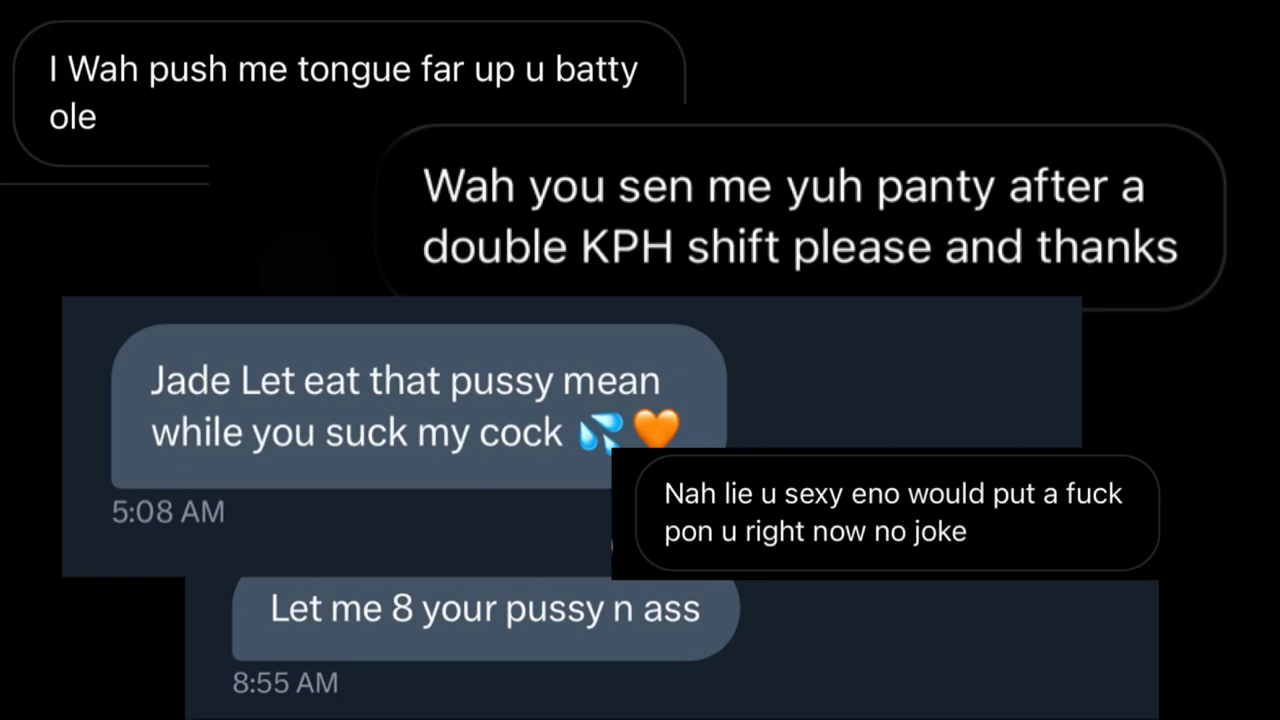 I Wah push me tongue far up u batty
ole
Wah you sen me yuh panty after a
double KPH shift please and thanks
Jade Let eat that pussy mean
while you suck my cock 💦🧡
5:08 AM
Nah lie u sexy eno would put a fuck
pon u right now no joke
Let me 8 your pussy n ass
8:55 AM